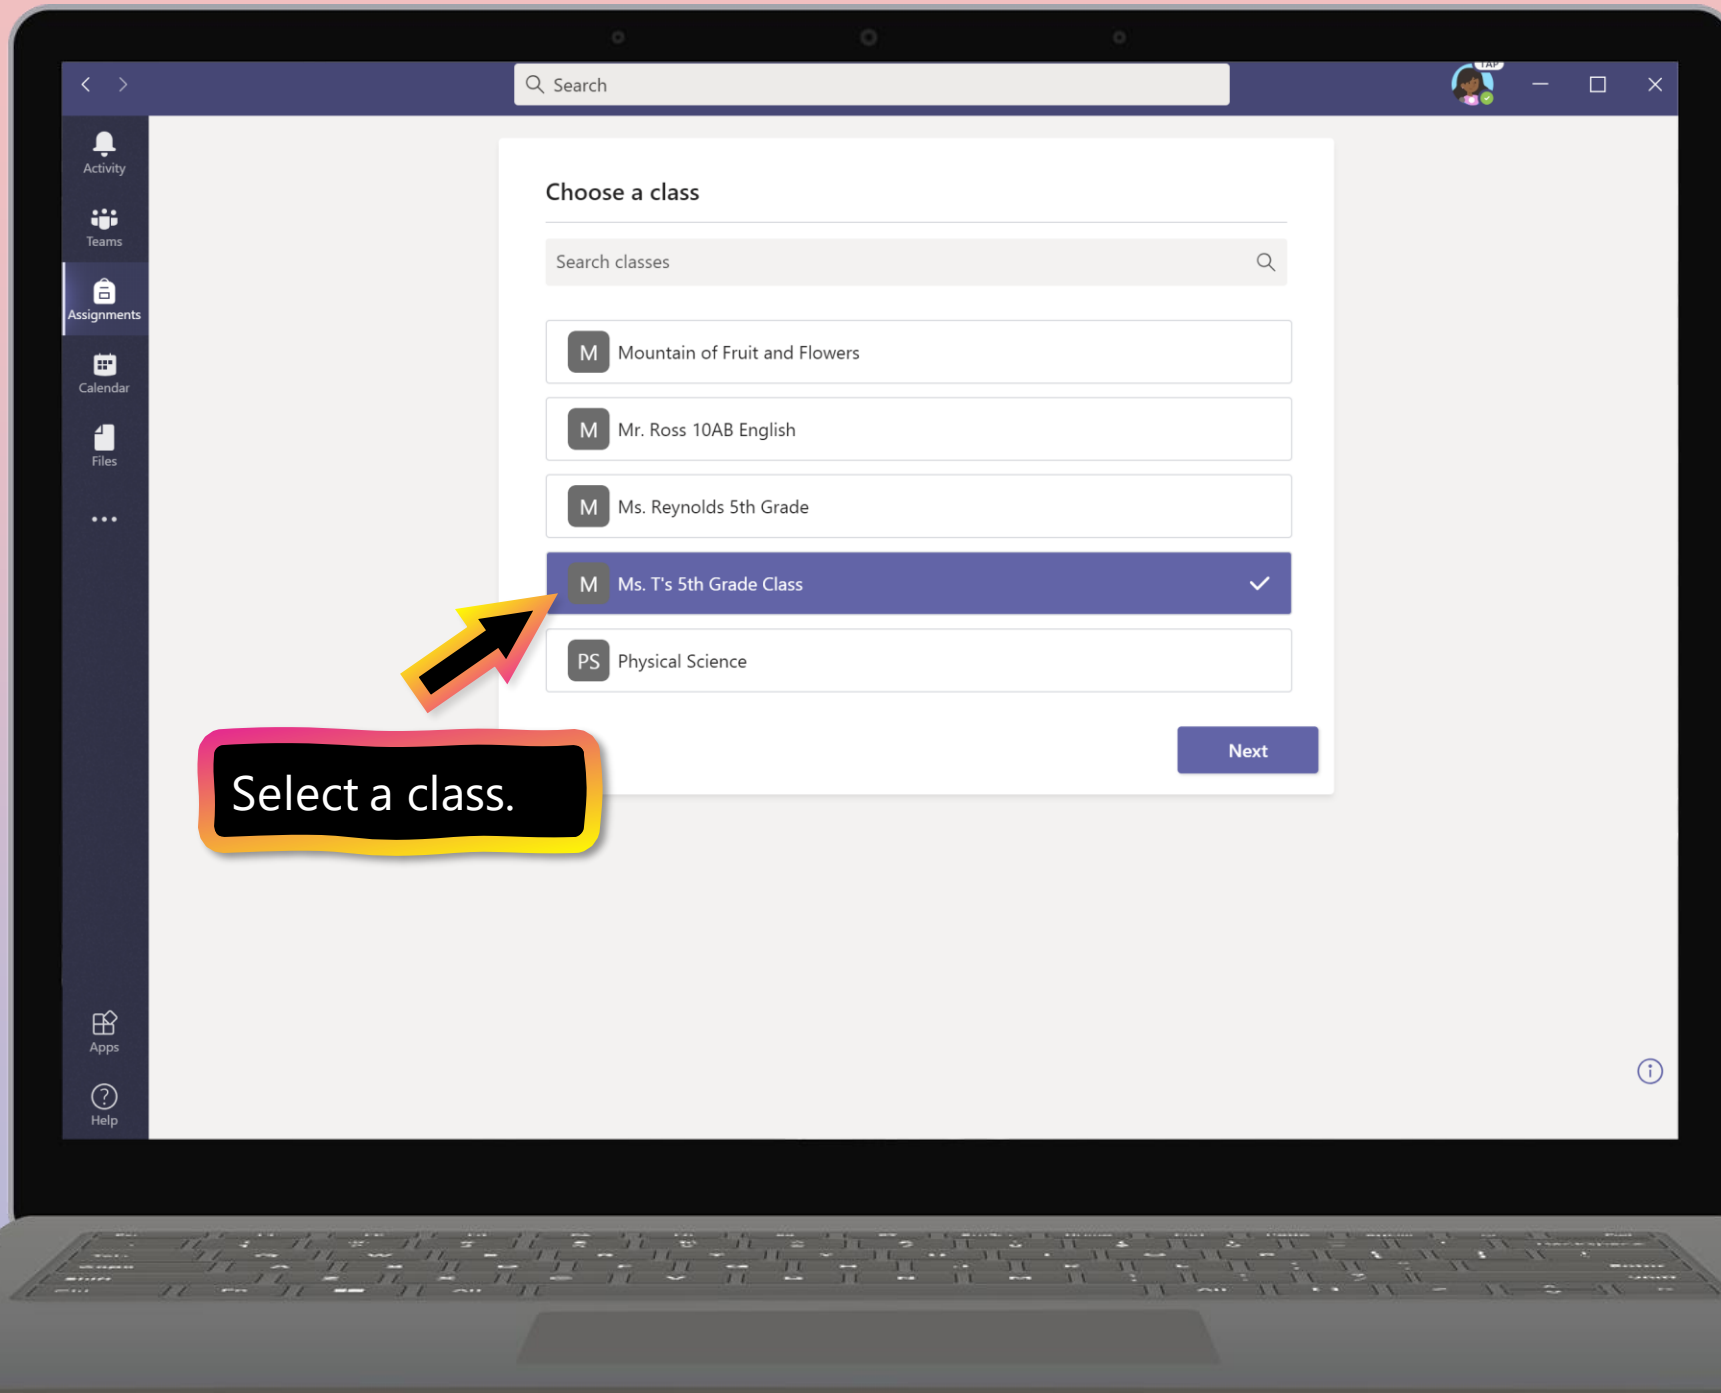 Search
TAP
Activity
Teams
Assignments
Calendar
Files
Apps
Help
Choose a class
Search classes
M Mountain of Fruit and Flowers
M Mr. Ross 10AB English
M Ms. Reynolds 5th Grade
M Ms. T's 5th Grade Class
PS Physical Science
Next
Select a class.